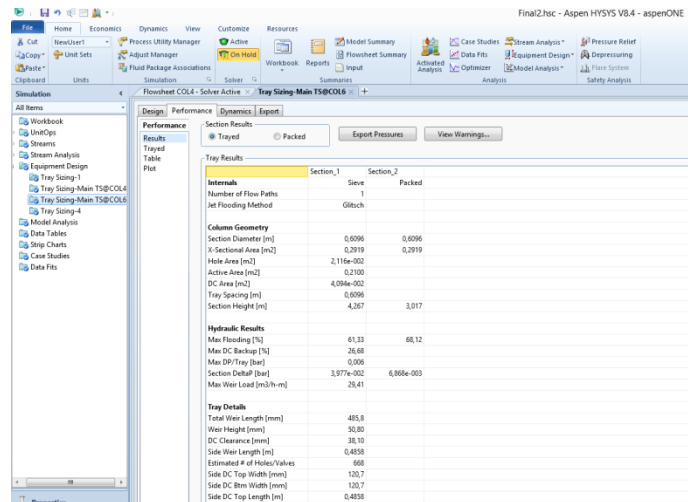 Final2.hsc - Aspen HYSYS V8.4 - aspenONE
File Home Economics Dynamics View Customize Resources
Cut NewUser1 Process Utility Manager Active Model Summary Case Studies Stream Analysis Pressure Relief
Copy Unit Sets Adjust Manager On Hold Flowsheet Summary Data Fits Equipment Design Depressuring
Paste Fluid Package Associations Workbook Reports Input Activated Analysis Optimizer Model Analysis Flare System
Clipboard Units Simulation Solver Summaries Analysis Safety Analysis
Simulation < Flowsheet COL4 - Solver Active × Tray Sizing-Main TS@COL6 × +
All Items
Workbook
UnitOps
Streams
Stream Analysis
Equipment Design
Tray Sizing-1
Tray Sizing-Main TS@COL4
Tray Sizing-Main TS@COL6
Tray Sizing-4
Model Analysis
Data Tables
Strip Charts
Case Studies
Data Fits
Design Performance Dynamics Export
Performance
Results
Trayed
Table
Plot
Section Results
Trayed Packed Export Pressures View Warnings...
Tray Results
Section_1 Section_2
Internals Sieve Packed
Number of Flow Paths 1
Jet Flooding Method Glitsch
Column Geometry
Section Diameter [m] 0,6096 0,6096
X-Sectional Area [m2] 0,2919 0,2919
Hole Area [m2] 2,116e-002
Active Area [m2] 0,2100
DC Area [m2] 4,094e-002
Tray Spacing [m] 0,6096
Section Height [m] 4,267 3,017
Hydraulic Results
Max Flooding [%] 61,33 68,12
Max DC Backup [%] 26,68
Max DP/Tray [bar] 0,006
Section DeltaP [bar] 3,977e-002 6,868e-003
Max Weir Load [m3/h-m] 29,41
Tray Details
Total Weir Length [mm] 485,8
Weir Height [mm] 50,80
DC Clearance [mm] 38,10
Side Weir Length [m] 0,4858
Estimated # of Holes/Valves 668
Side DC Top Width [mm] 120,7
Side DC Btm Width [mm] 120,7
Side DC Top Length [m] 0,4858